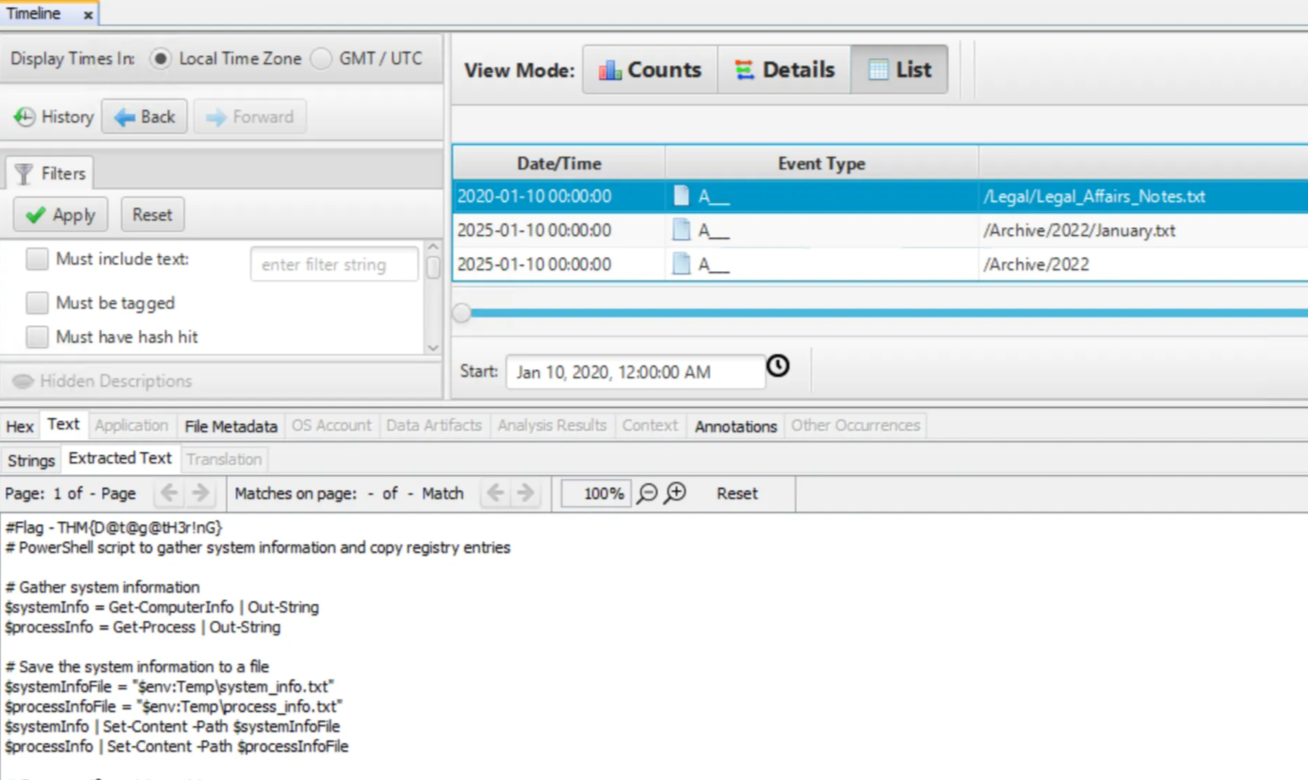 Timeline x
Display Times In: Local Time Zone GMT / UTC
View Mode: Counts Details List
History Back Forward
Filters
Apply Reset
Must include text: enter filter string
Must be tagged
Must have hash hit
Hidden Descriptions
Date/Time Event Type
2020-01-10 00:00:00 A__ /Legal/Legal_Affairs_Notes.txt
2025-01-10 00:00:00 A__ /Archive/2022/January.txt
2025-01-10 00:00:00 A__ /Archive/2022
Start: Jan 10, 2020, 12:00:00 AM
Hex Text Application File Metadata OS Account Data Artifacts Analysis Results Context Annotations Other Occurrences
Strings Extracted Text Translation
Page: 1 of - Page Matches on page: - of - Match 100% Reset
#Flag - THM{D@t@g@tH3r!nG}
# PowerShell script to gather system information and copy registry entries
# Gather system information
$systemInfo = Get-ComputerInfo | Out-String
$processInfo = Get-Process | Out-String
# Save the system information to a file
$systemInfoFile = "$env:Temp\system_info.txt"
$processInfoFile = "$env:Temp\process_info.txt"
$systemInfo | Set-Content -Path $systemInfoFile
$processInfo | Set-Content -Path $processInfoFile